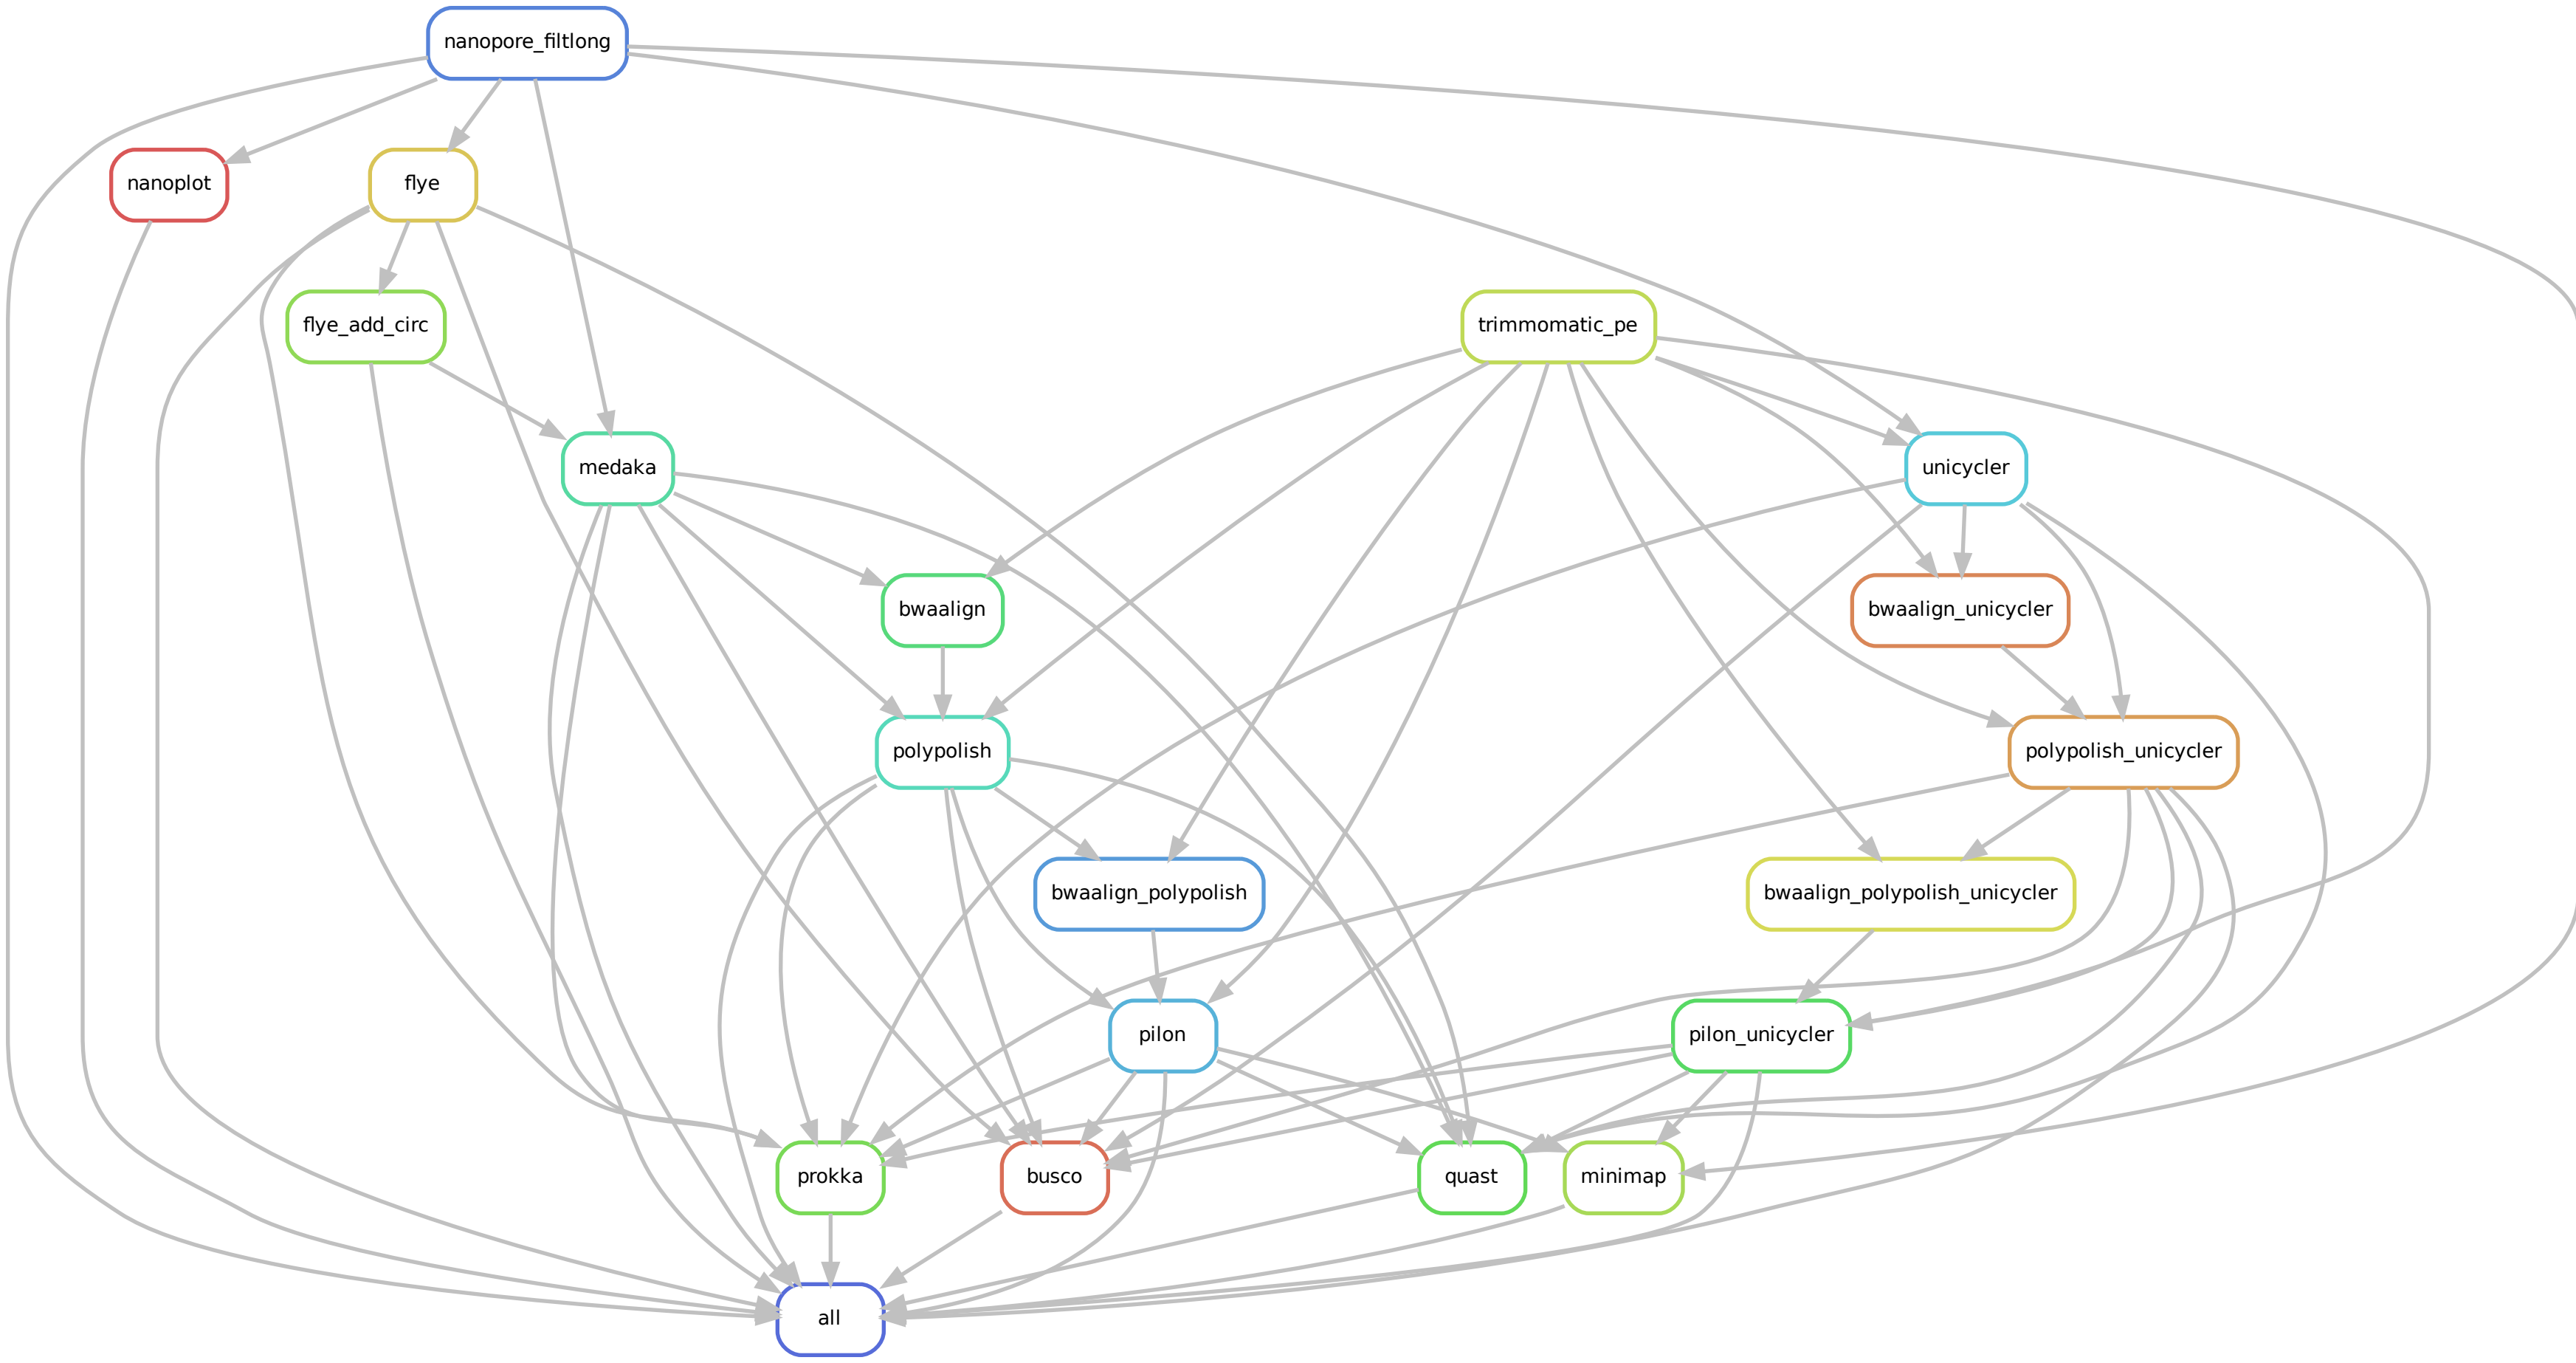 nanopore_filtlong
nanoplot
flye
flye_add_circ
trimmomatic_pe
medaka
unicycler
bwaalign
bwaalign_unicycler
polypolish
polypolish_unicycler
bwaalign_polypolish
bwaalign_polypolish_unicycler
pilon
pilon_unicycler
prokka
busco
quast
minimap
all